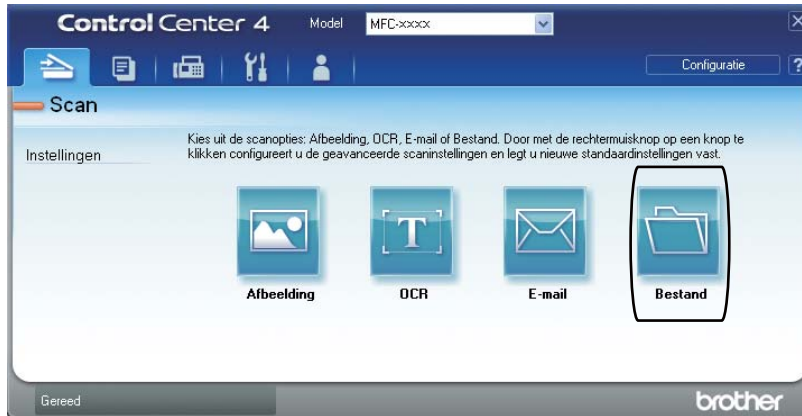 Control Center 4
Model
MFC-xxxx
Configuratie
?
Scan
Instellingen
Kies uit de scanopties: Afbeelding, OCR, E-mail of Bestand. Door met de rechtermuisknop op een knop te
klikken configureert u de geavanceerde scaninstellingen en legt u nieuwe standaardinstellingen vast.
T
Afbeelding
OCR
E-mail
Bestand
Gereed
brother